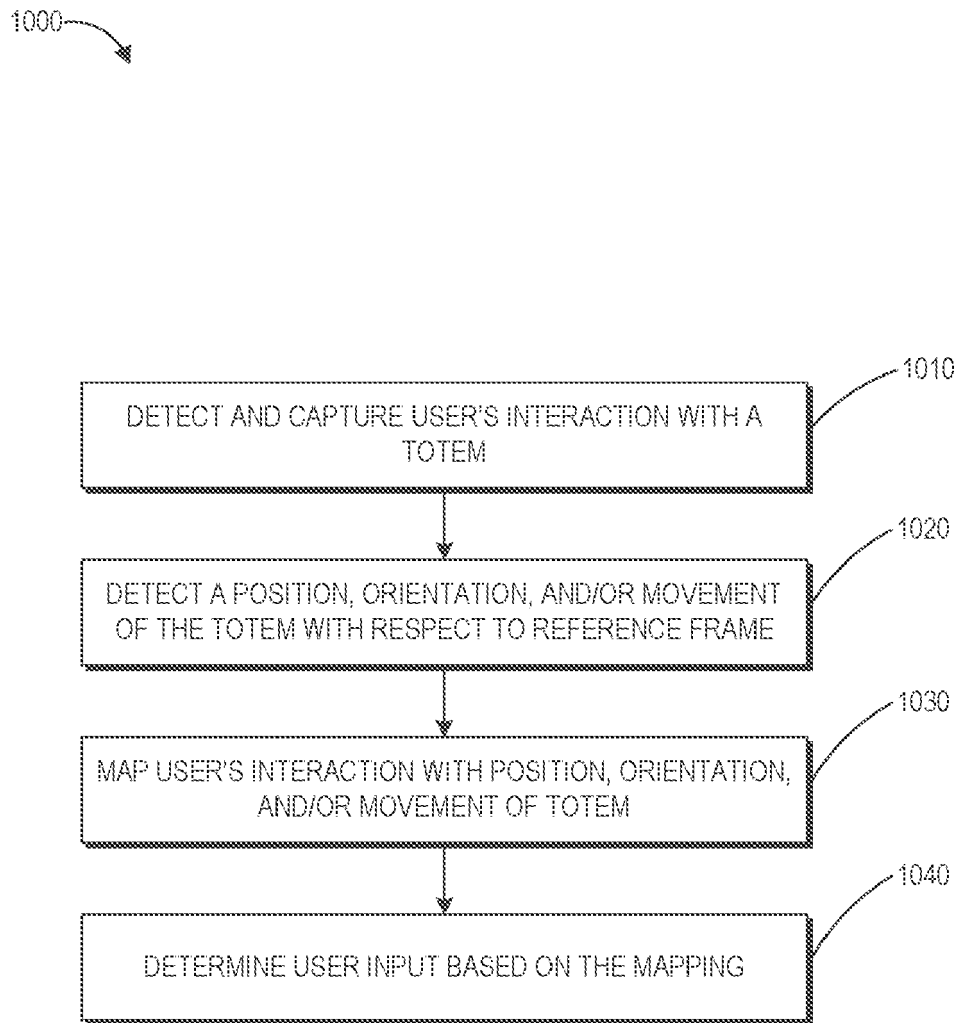 1000
1010
DETECT AND CAPTURE USER'S INTERACTION WITH A
TOTEM
1020
DETECT A POSITION, ORIENTATION, AND/OR MOVEMENT
OF THE TOTEM WITH RESPECT TO REFERENCE FRAME
1030
MAP USER'S INTERACTION WITH POSITION, ORIENTATION,
AND/OR MOVEMENT OF TOTEM
1040
DETERMINE USER INPUT BASED ON THE MAPPING